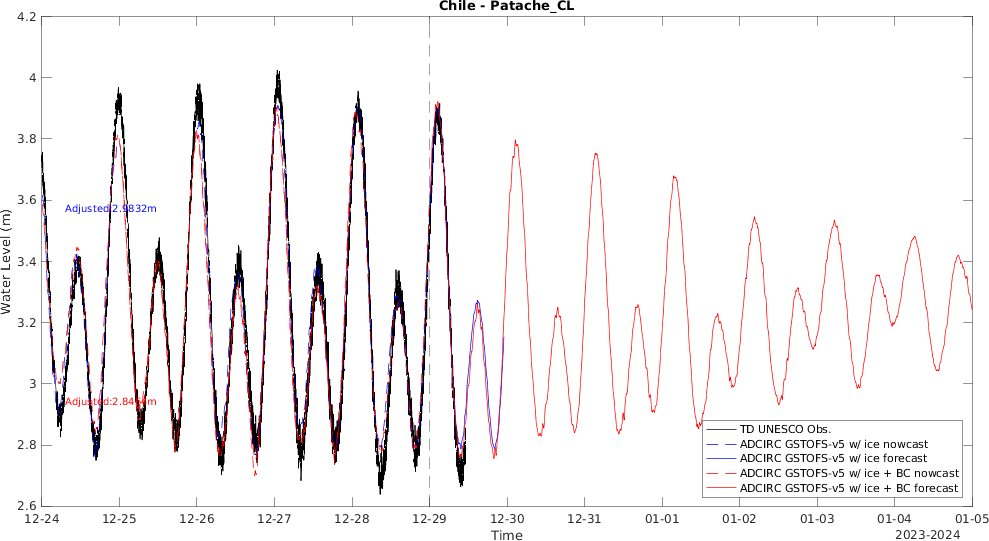 Chile - Patache_CL
4.2
4
3.8
3.6
3.4
3.2
3
2.8
2.6
Water Level (m)
Adjusted:2.9832m
TD UNESCO Obs.
ADCIRC GSTOFS-v5 w/ ice nowcast
ADCIRC GSTOFS-v5 w/ ice forecast
ADCIRC GSTOFS-v5 w/ ice + BC nowcast
ADCIRC GSTOFS-v5 w/ ice + BC forecast
12-24 12-25 12-26 12-27 12-28 12-29 12-30 12-31 01-01 01-02 01-03 01-04 01-05
Time
2023-2024